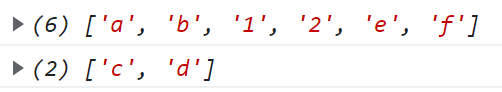 (6) ['a', 'b', '1', '2', 'e', 'f']
(2) ['c', 'd']